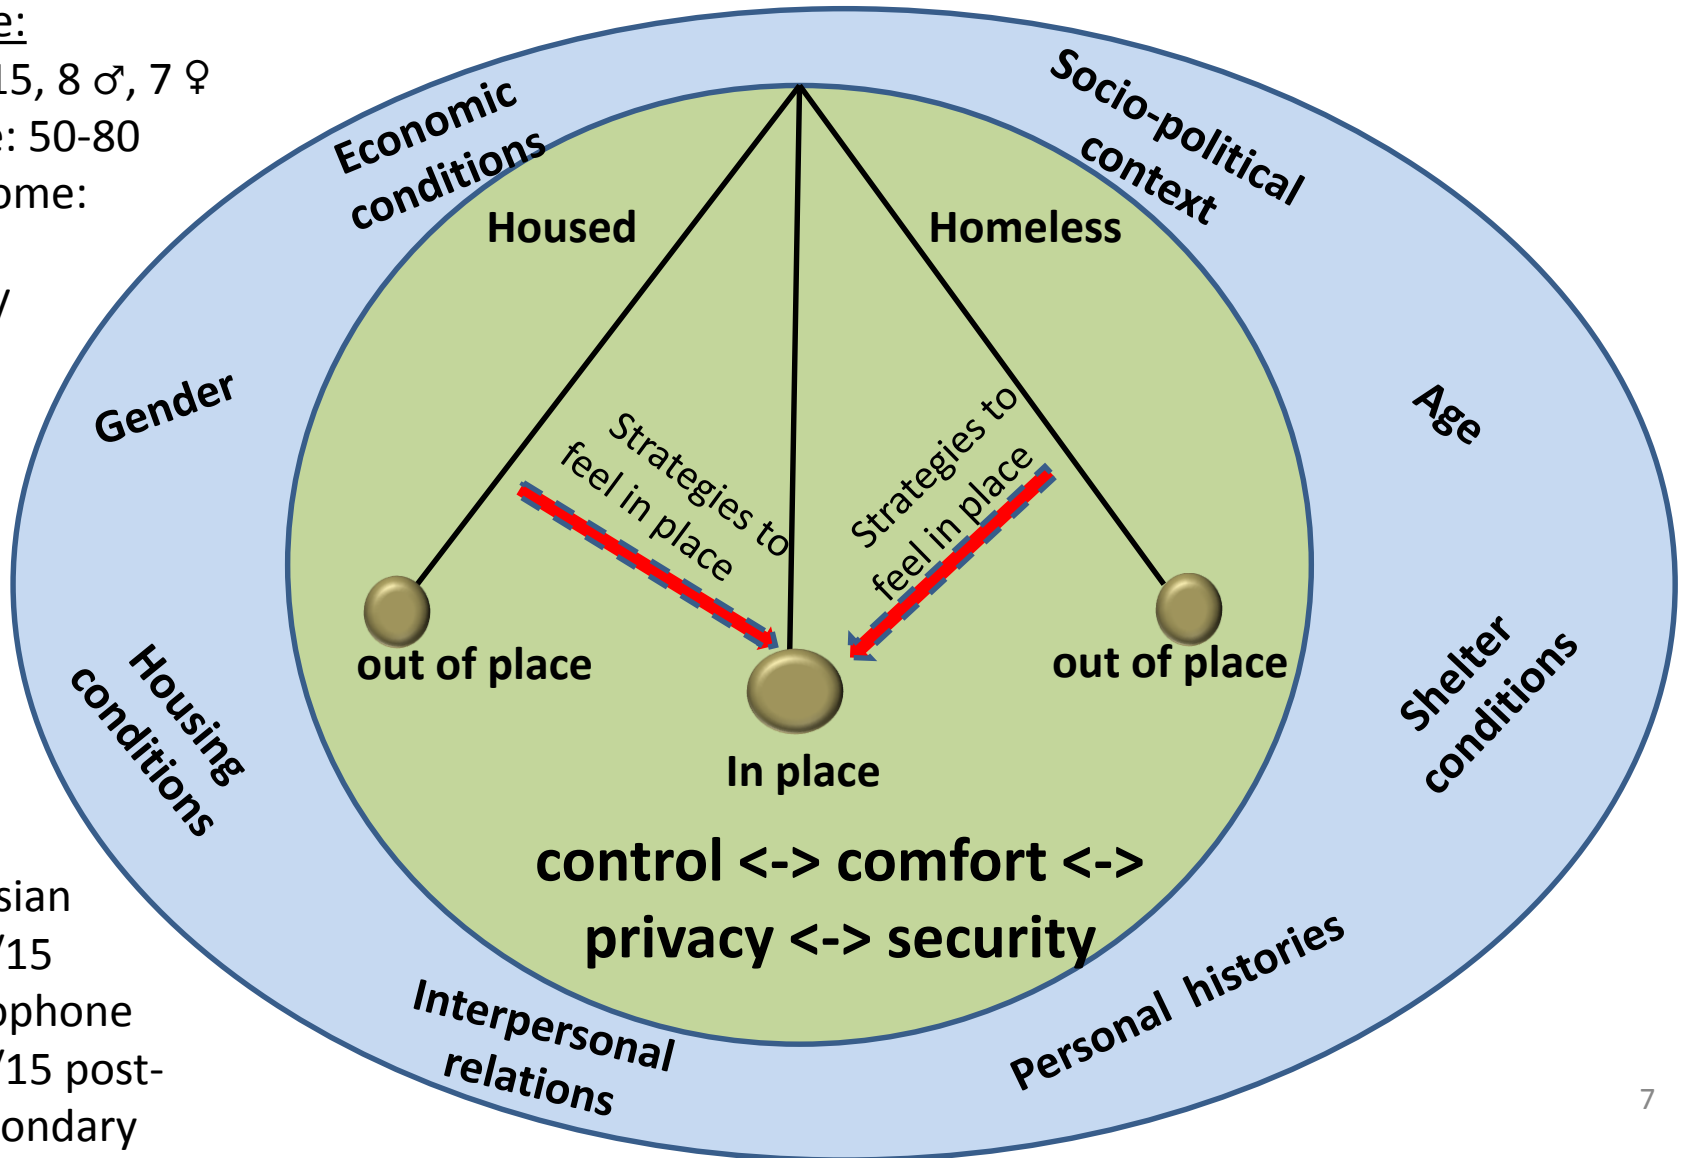 e:
15, 8 ♂, 7 ♀
e: 50-80
ome:
y
sian
/15
ophone
/15 post-
ondary
Economic
conditions
Socio-political
context
Housed
Homeless
Gender
Age
Strategies to
feel in place
Strategies to
feel in place
out of place
out of place
In place
Housing
conditions
Shelter
conditions
control <-> comfort <->
privacy <-> security
Interpersonal
relations
Personal histories
7